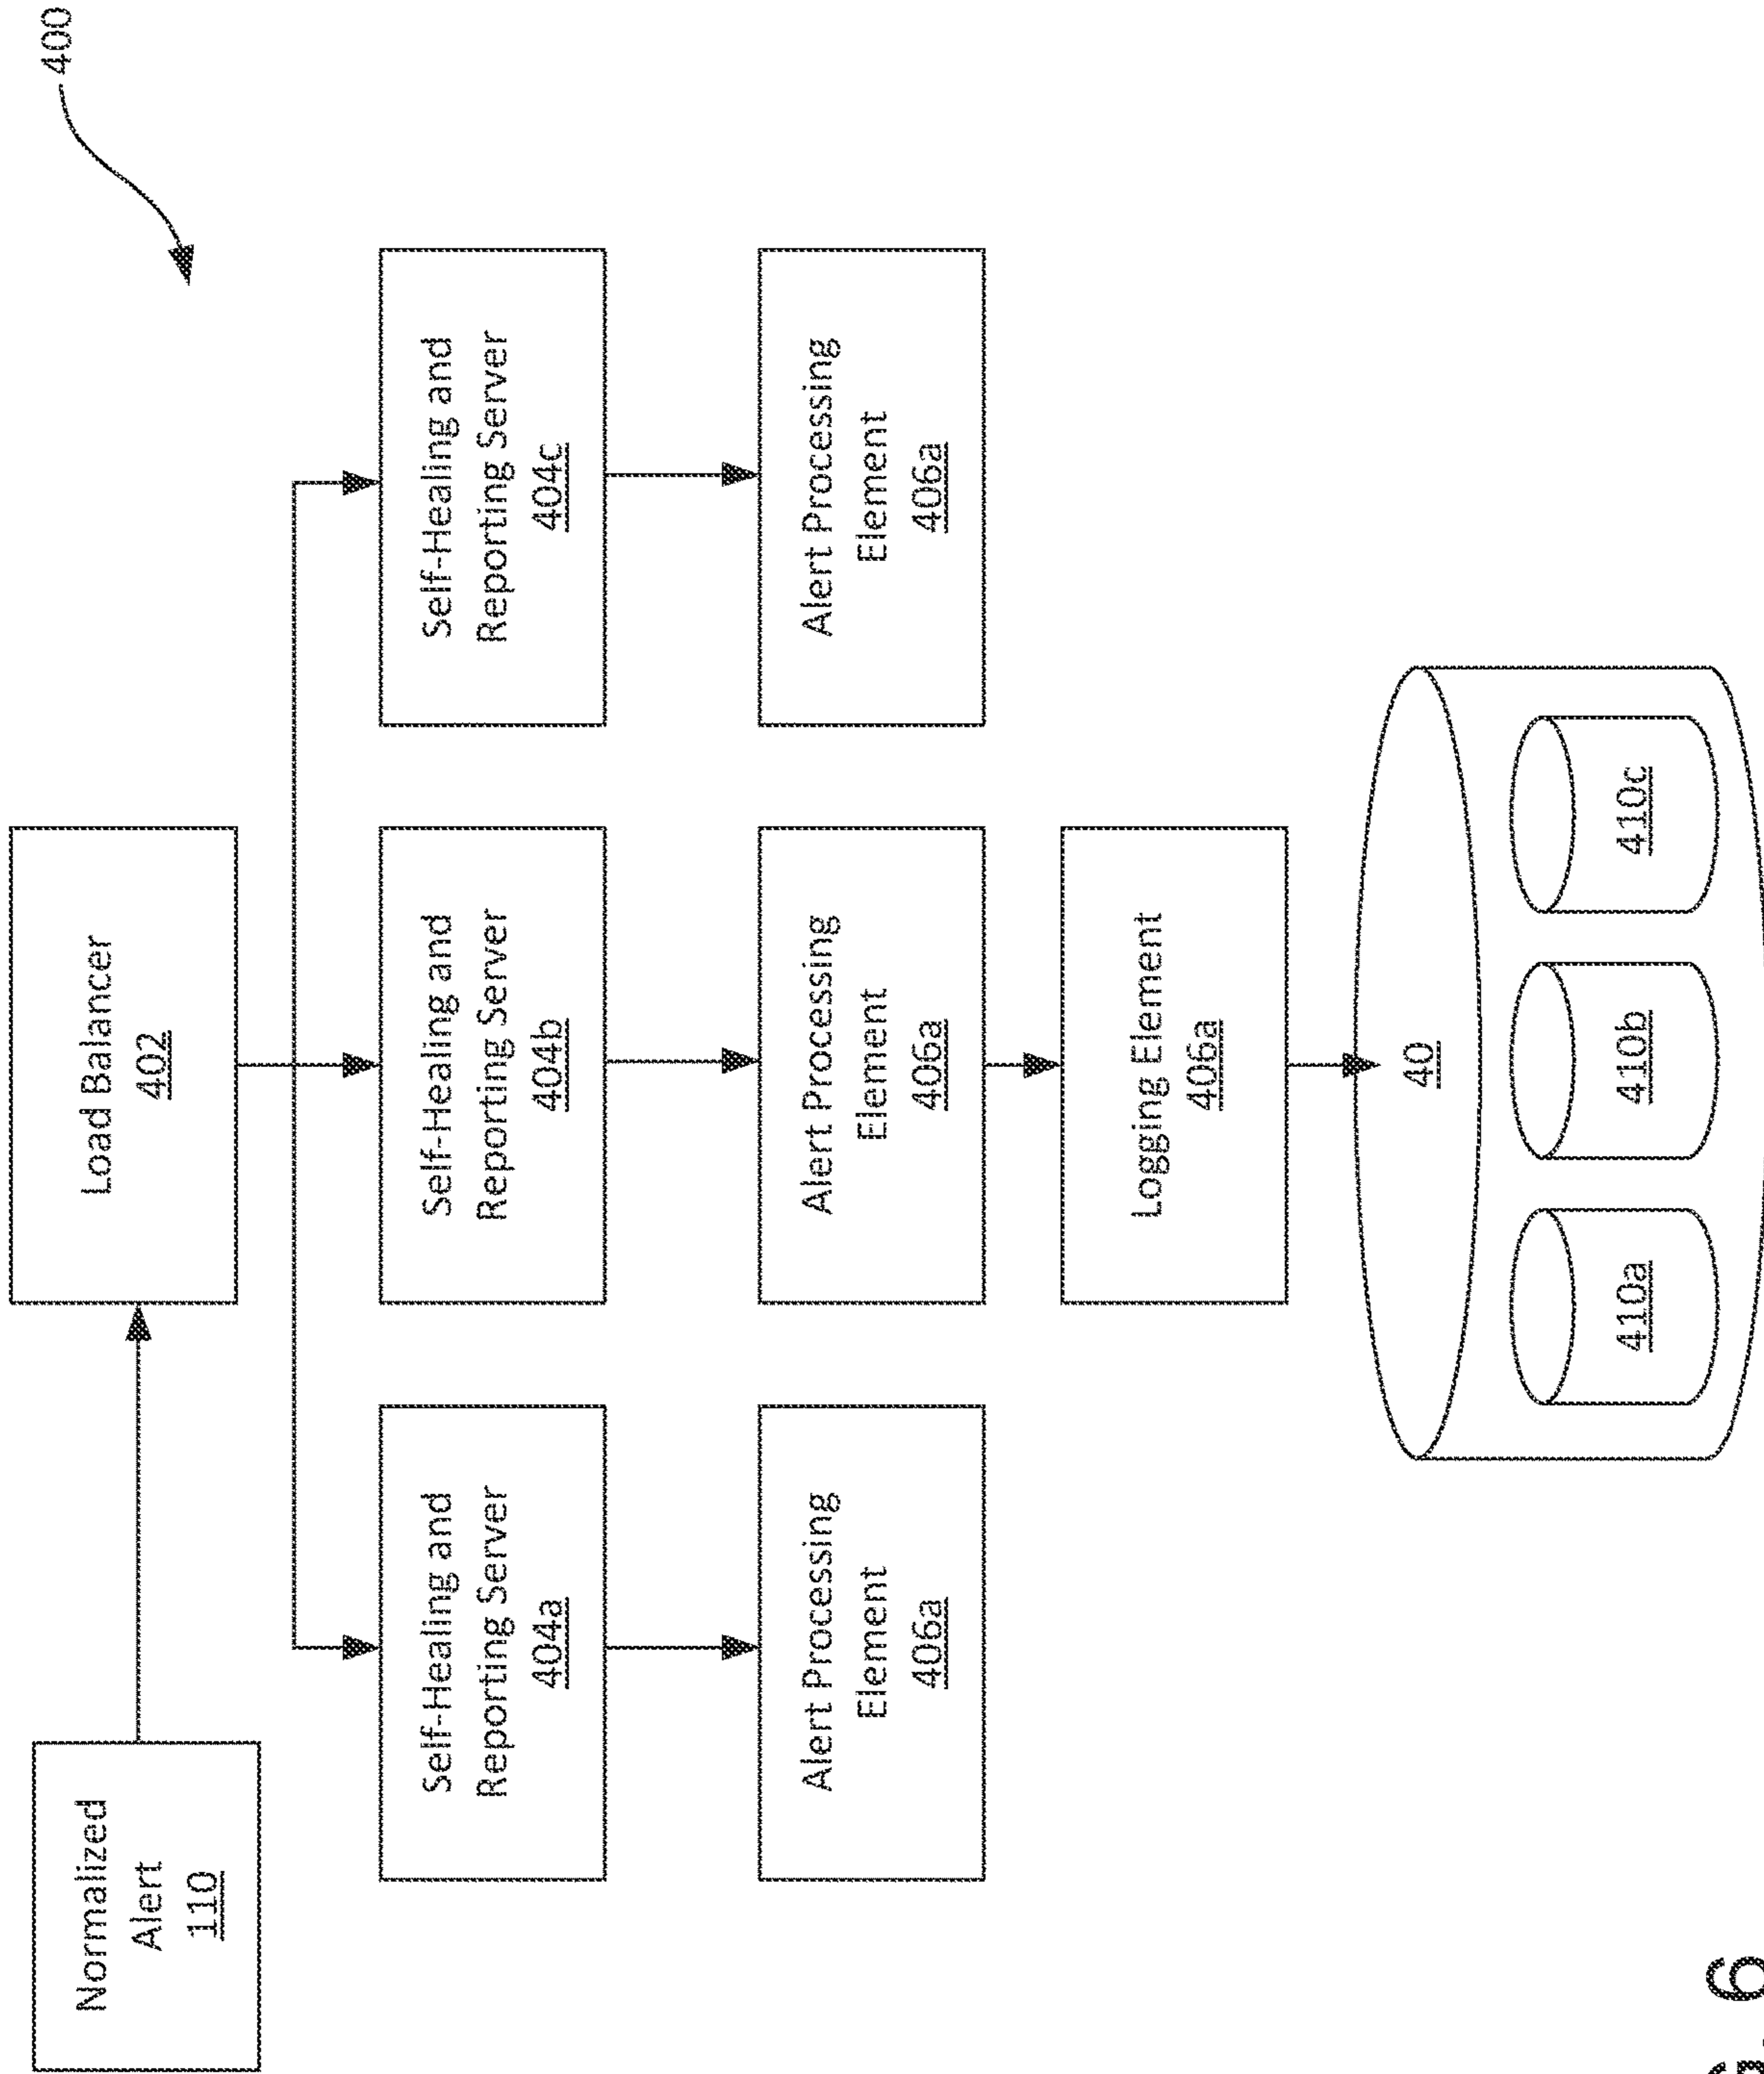 400
Normalized
Alert
110
Load Balancer
402
Self-Healing and
Reporting Server
404a
Self-Healing and
Reporting Server
404b
Self-Healing and
Reporting Server
404c
Alert Processing
Element
406a
Alert Processing
Element
406a
Alert Processing
Element
406a
Logging Element
406a
40
410a
410b
410c
G. 6